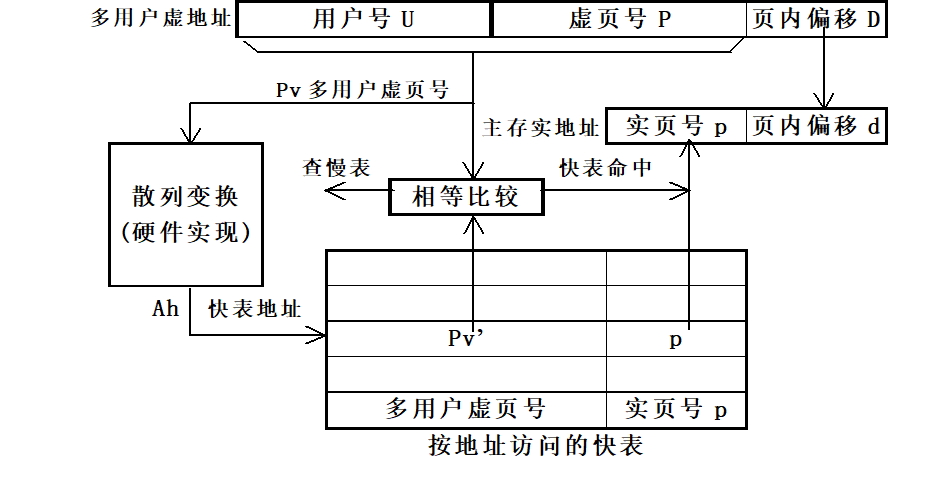 多用户虚地址 用户号 U 虚页号 P 页内偏移 D
Pv 多用户虚页号
主存实地址 实页号 p 页内偏移 d
查慢表 快表命中
散列变换 相等比较
(硬件实现)
Ah 快表地址
Pv’ p
多用户虚页号 实页号 p
按地址访问的快表